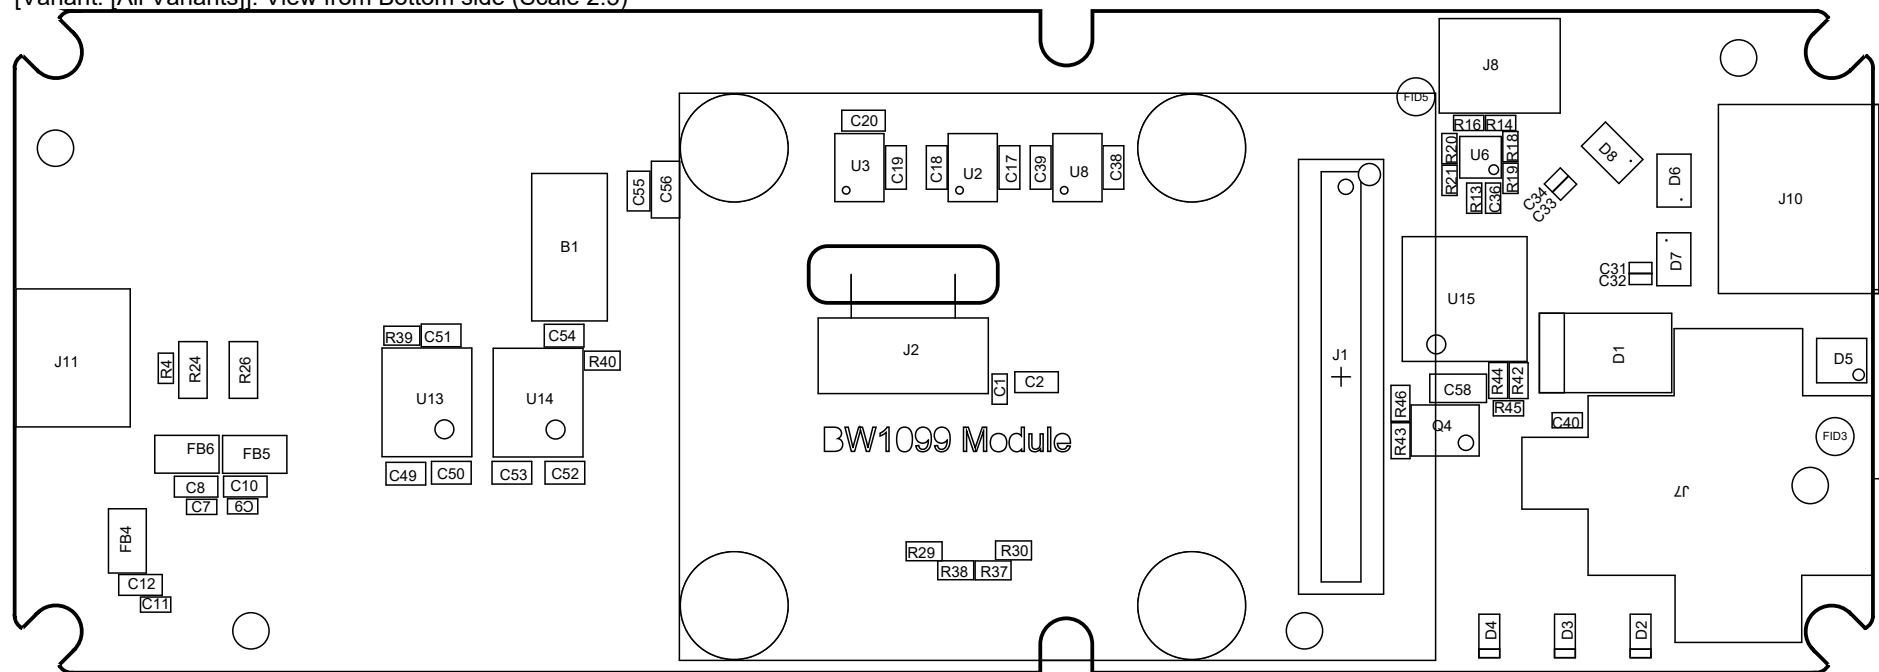 [Variant: [All Variants]]: View from Bottom side (Scale 2.5)
J8
FID5
C20
R16 R14
R20
R18
U6
R21
R19
R13
C36
C34
C33
D8
D6
J10
U3
C19
C18
U2
C17
C39
U8
C38
C55
C56
B1
D7
C31
C32
U15
R39 C51
C54
R40
J2
J1
D1
D5
J11
R4
R24
R26
U13
U14
C1
C2
C58
R44
R42
R45
R46
R43
Q4
C40
FID3
BW1099 Module
FB6
FB5
C49
C50
C53
C52
C8
C10
C7
C9
J7
FB4
C12
C11
R29
R30
R38
R37
D4
D3
D2